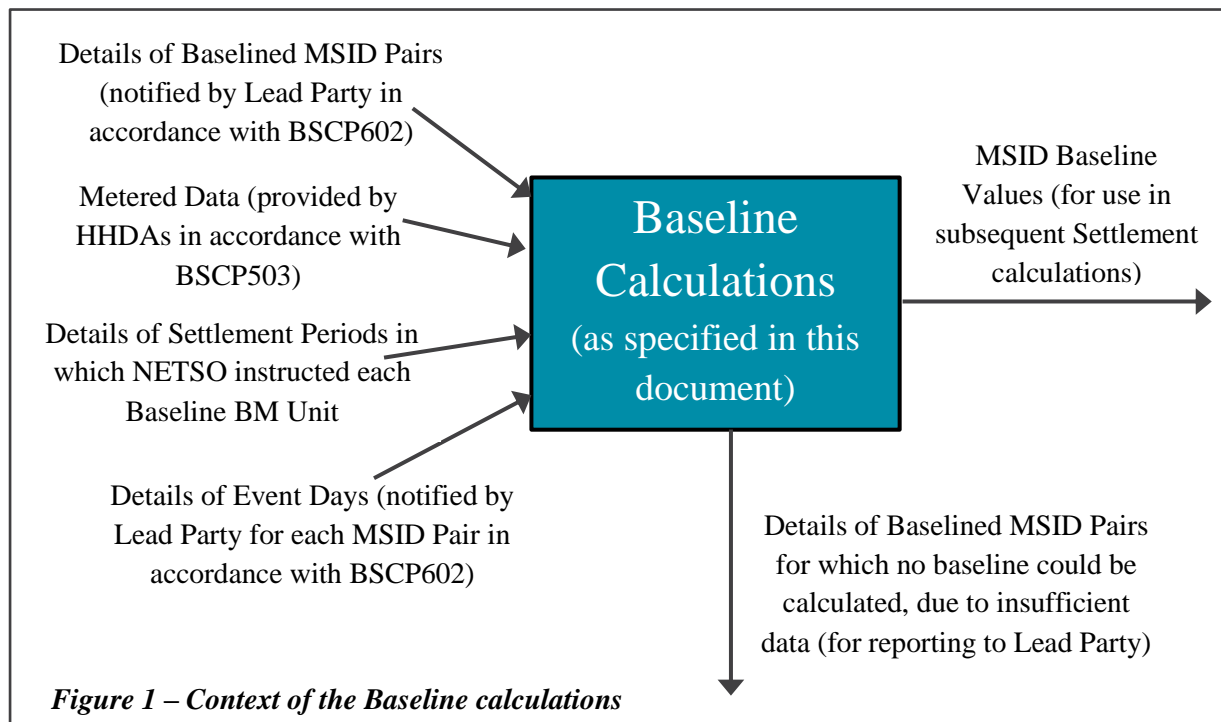 Details of Baselined MSID Pairs
(notified by Lead Party in
accordance with BSCP602)
Metered Data (provided by
HHDAs in accordance with
BSCP503)
Details of Settlement Periods in
which NETSO instructed each
Baseline BM Unit
Details of Event Days (notified by
Lead Party for each MSID Pair in
accordance with BSCP602)
Baseline
Calculations
(as specified in this
document)
MSID Baseline
Values (for use in
subsequent Settlement
calculations)
Details of Baselined MSID Pairs
for which no baseline could be
calculated, due to insufficient
data (for reporting to Lead Party)
Figure 1 – Context of the Baseline calculations